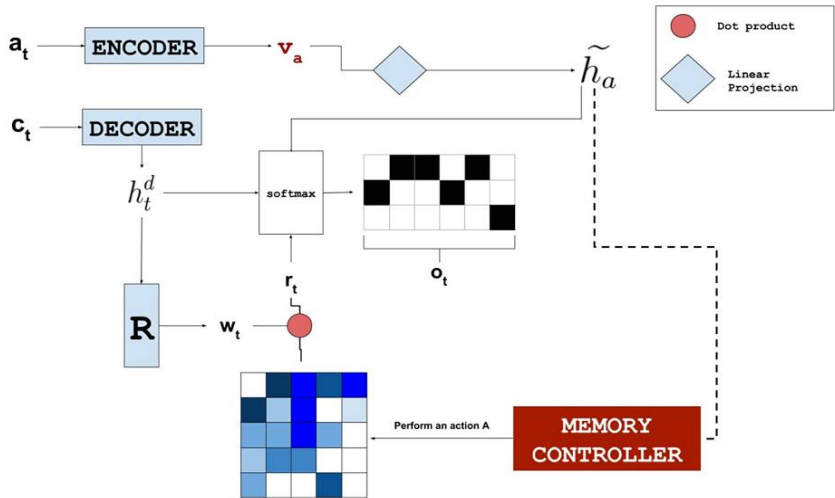 a_t
ENCODER
v_a
h̃_a
Dot product
Linear
Projection
c_t
DECODER
h_t^d
softmax
r_t
o_t
R
w_t
Perform an action A
MEMORY
CONTROLLER